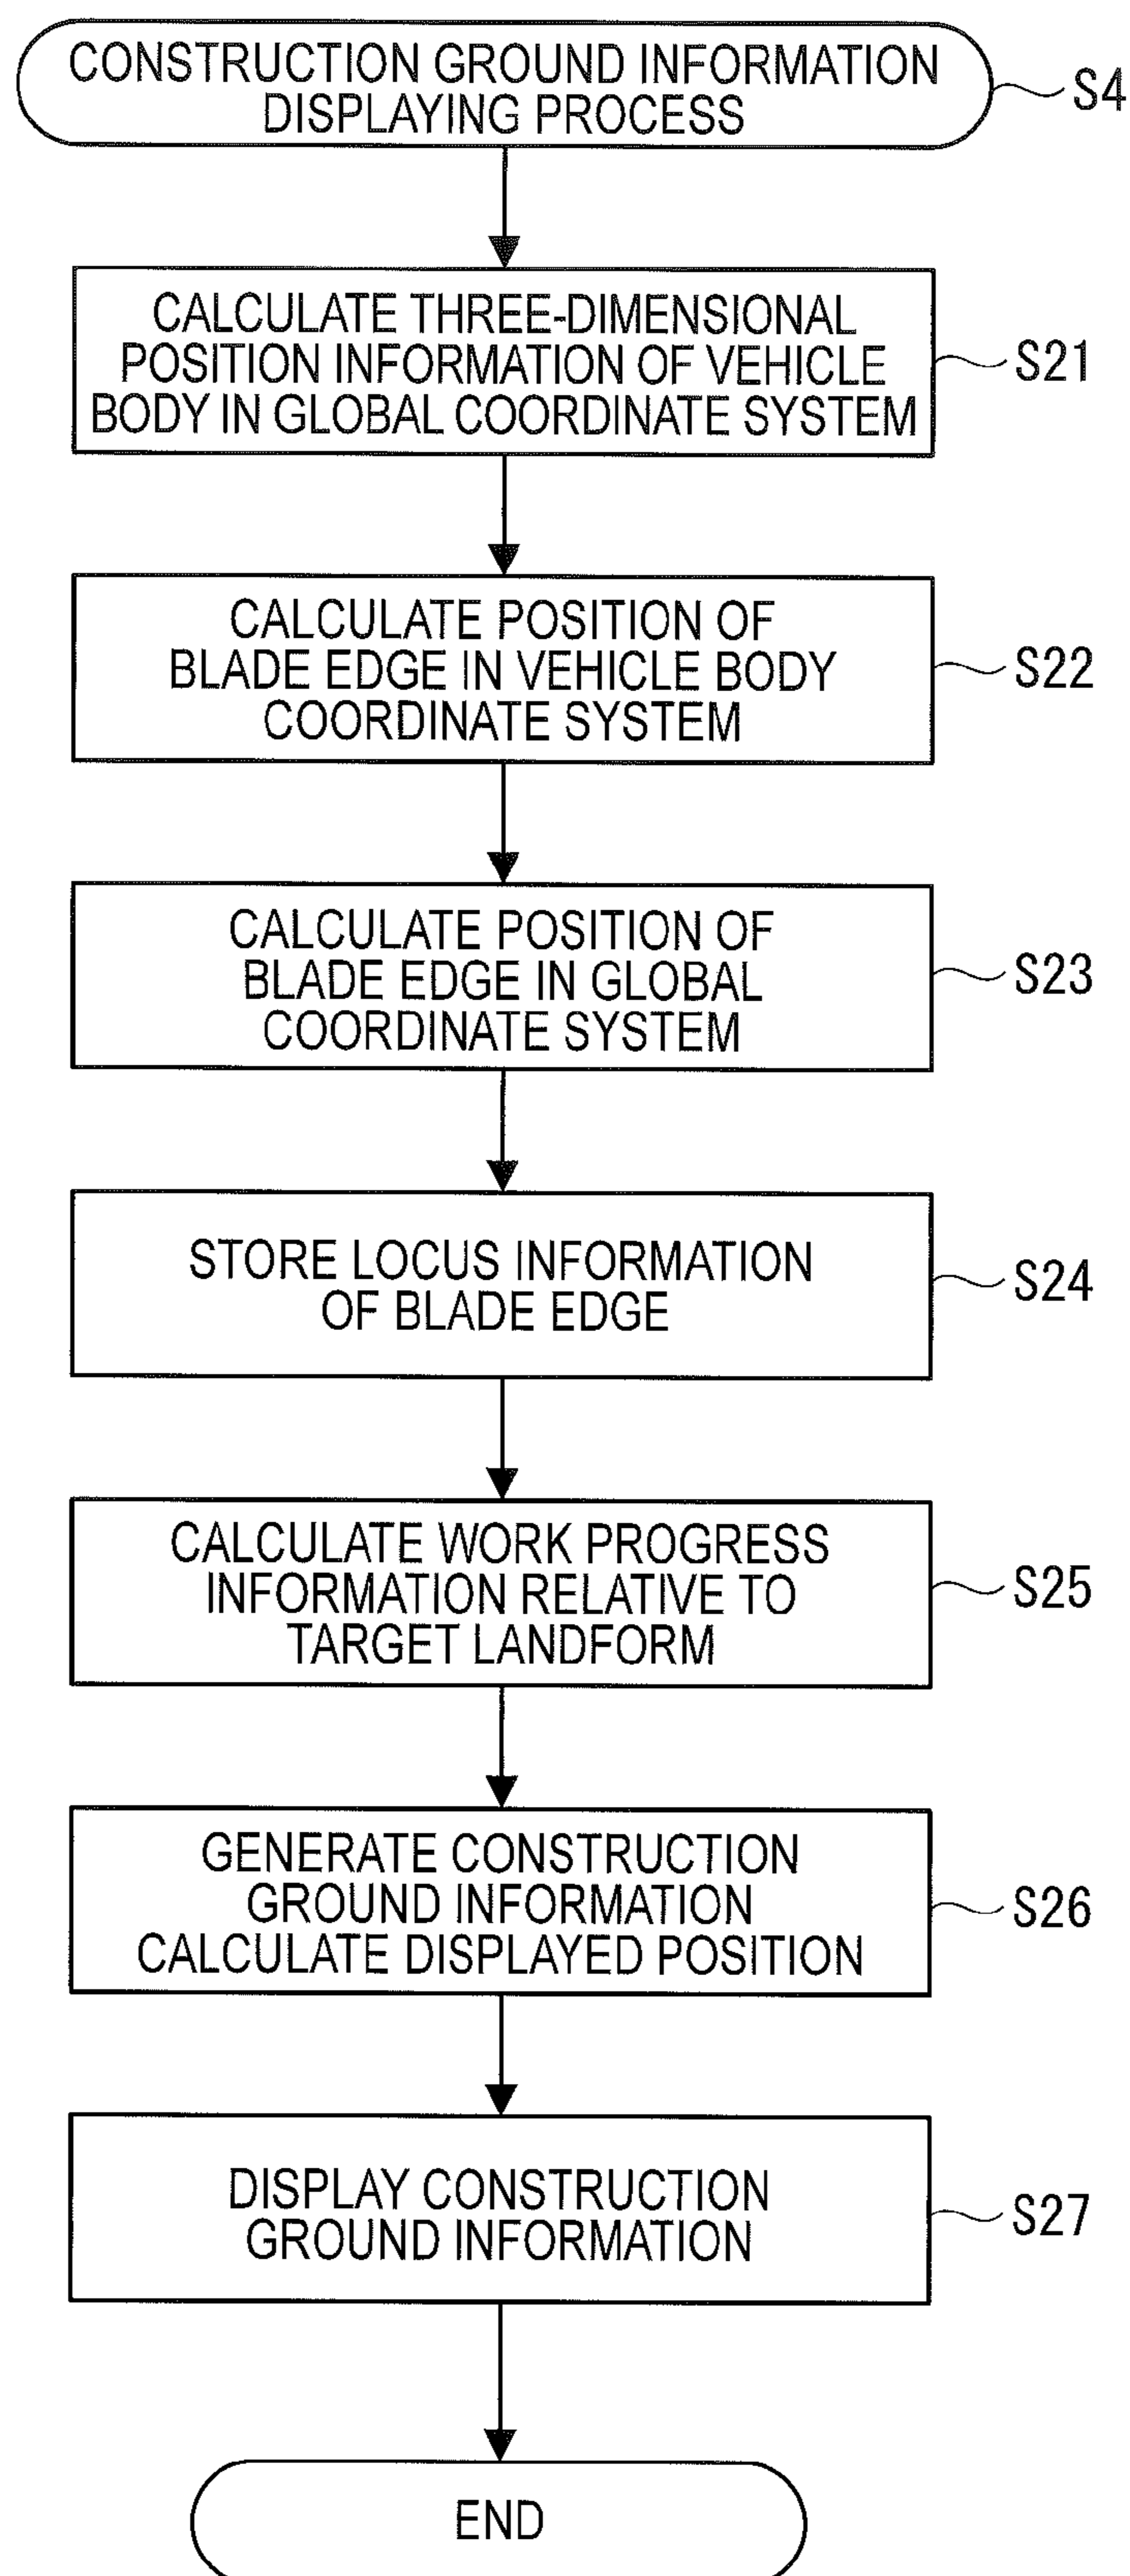 CONSTRUCTION GROUND INFORMATION
DISPLAYING PROCESS
S4
CALCULATE THREE-DIMENSIONAL
POSITION INFORMATION OF VEHICLE
BODY IN GLOBAL COORDINATE SYSTEM
S21
CALCULATE POSITION OF
BLADE EDGE IN VEHICLE BODY
COORDINATE SYSTEM
S22
CALCULATE POSITION OF
BLADE EDGE IN GLOBAL
COORDINATE SYSTEM
S23
STORE LOCUS INFORMATION
OF BLADE EDGE
S24
CALCULATE WORK PROGRESS
INFORMATION RELATIVE TO
TARGET LANDFORM
S25
GENERATE CONSTRUCTION
GROUND INFORMATION
CALCULATE DISPLAYED POSITION
S26
DISPLAY CONSTRUCTION
GROUND INFORMATION
S27
END